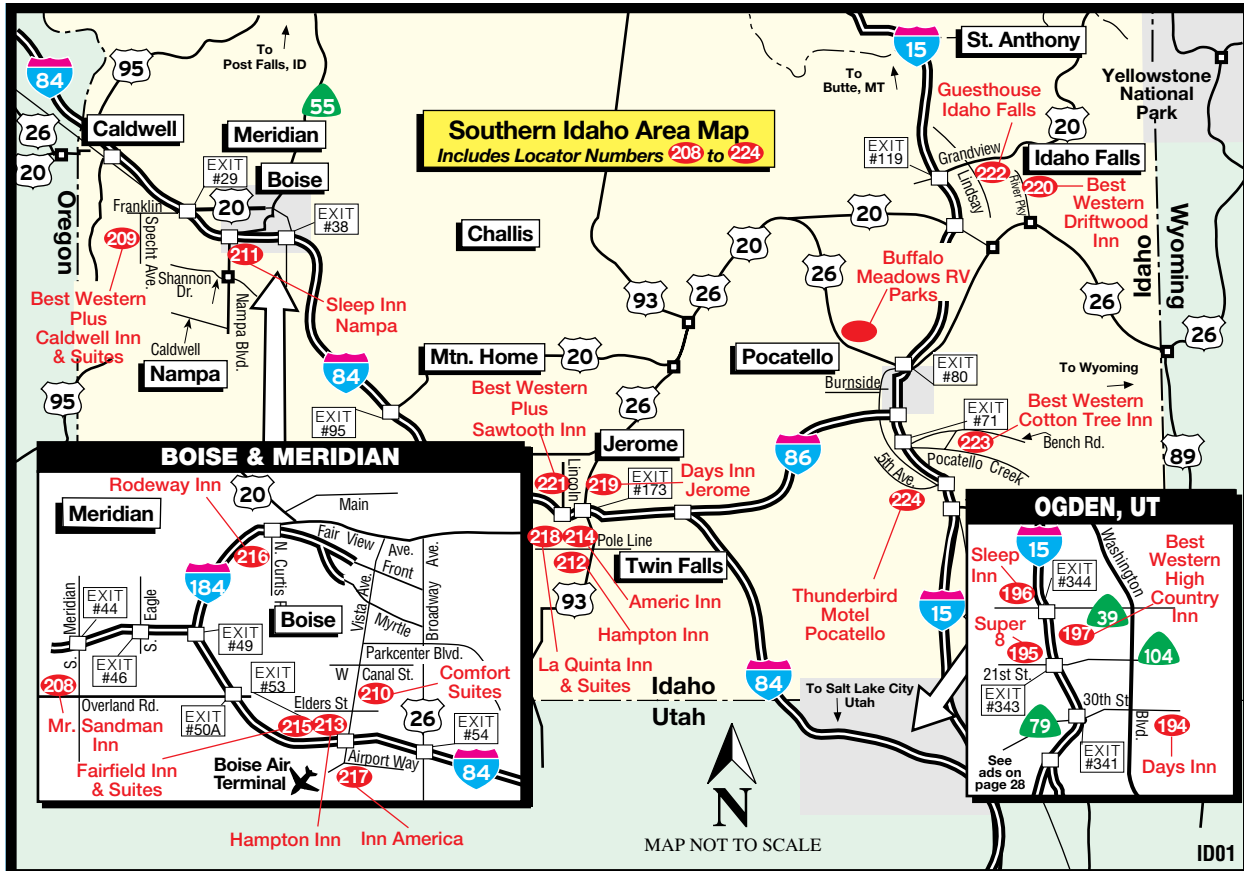 Southern Idaho Area Map
Includes Locator Numbers 208 to 224
84
95
To
Post Falls, ID
55
26
20
Caldwell
Meridian
Boise
EXIT
#29
20
EXIT
#38
Franklin
Oregon
209
Specht Ave.
Shannon
Dr.
211
Best Western
Plus
Caldwell Inn
& Suites
Caldwell
Nampa Blvd.
Nampa
Sleep Inn
Nampa
84
95
EXIT
#95
Mtn. Home
20
Challis
93
26
20
20
26
26
15
To
Butte, MT
St. Anthony
Yellowstone
National
Park
Guesthouse
Idaho Falls
20
EXIT
#119
Grandview
Lindsay
222
River Pky
Idaho Falls
220
Best
Western
Driftwood
Inn
Idaho
Wyoming
26
26
89
Buffalo
Meadows RV
Parks
Pocatello
Burnside
EXIT
#80
To Wyoming
Best Western
Cotton Tree Inn
EXIT
#71
223
Bench Rd.
Pocatello Creek
5th Ave.
224
Thunderbird
Motel
Pocatello
15
86
Best Western
Plus
Sawtooth Inn
Jerome
221
Lincoln
219
EXIT
#173
Days Inn
Jerome
218
214
Pole Line
212
Twin Falls
93
Americ Inn
Hampton Inn
La Quinta Inn
& Suites
Idaho
Utah
84
To Salt Lake City
Utah
N
MAP NOT TO SCALE
ID01
BOISE & MERIDIAN
Rodeway Inn
20
Main
Meridian
216
Fair View
Ave.
Front
N. Curtis
184
Boise
Vista Ave.
Myrtle
Broadway Ave.
EXIT
#44
S. Meridian
S. Eagle
EXIT
#46
EXIT
#49
Parkcenter Blvd.
W
Canal St.
208
Overland Rd.
EXIT
#53
EXIT
#50A
Elders St
210
Comfort
Suites
26
EXIT
#54
Mr. Sandman
Inn
215
213
Fairfield Inn
& Suites
Boise Air
Terminal
Airport Way
217
84
Hampton Inn
Inn America
OGDEN, UT
15
Washington
Blvd.
Sleep
Inn
EXIT
#344
Best
Western
High
Country
Inn
196
39
Super
8
197
195
104
21st St.
EXIT
#343
30th St
79
194
EXIT
#341
See
ads on
page 28
Days Inn